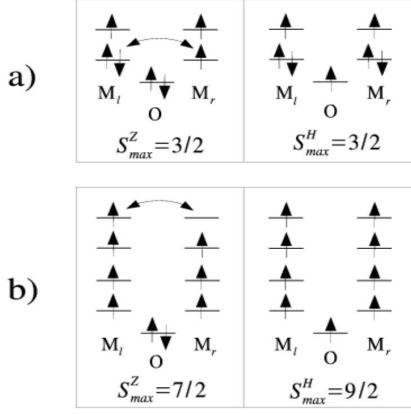 a)
M_l O M_r
S^Z_max=3/2
M_l O M_r
S^H_max=3/2
b)
M_l O M_r
S^Z_max=7/2
M_l O M_r
S^H_max=9/2